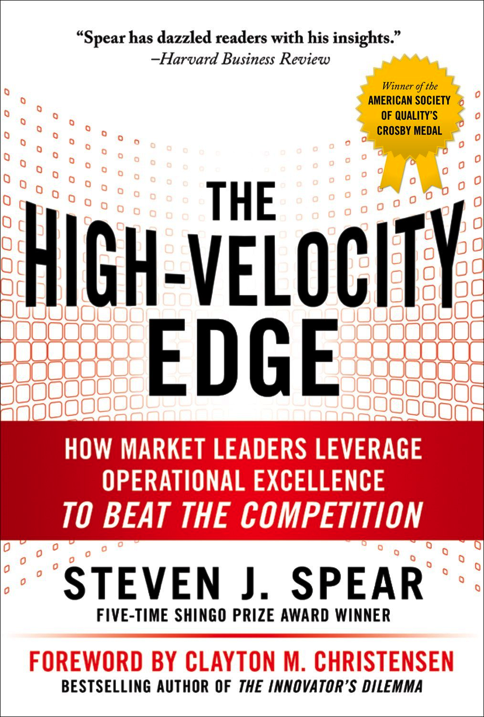 “Spear has dazzled readers with his insights.”
–Harvard Business Review
Winner of the
AMERICAN SOCIETY
OF QUALITY'S
CROSBY MEDAL
THE
HIGH-VELOCITY
EDGE
HOW MARKET LEADERS LEVERAGE
OPERATIONAL EXCELLENCE
TO BEAT THE COMPETITION
STEVEN J. SPEAR
FIVE-TIME SHINGO PRIZE AWARD WINNER
FOREWORD BY CLAYTON M. CHRISTENSEN
BESTSELLING AUTHOR OF THE INNOVATOR'S DILEMMA